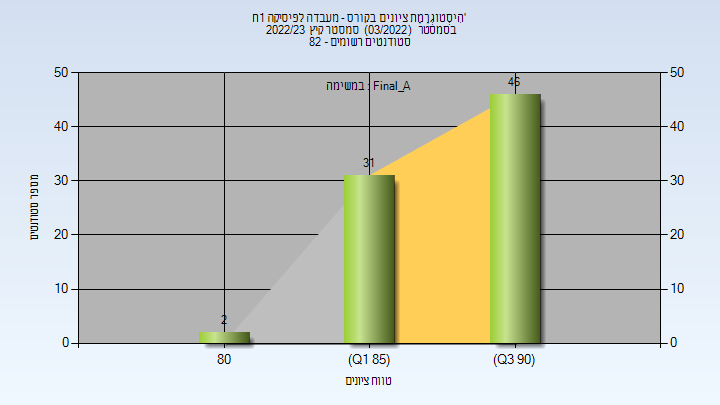 היסטוגרמת ציונים בקורס - מעבדה לפיסיקה 1ח'
בסמסטר (03/2022) סמסטר קיץ 2022/23
סטודנטים רשומים - 82
במשימה : Final_A
50 50
40 40
30 30
20 20
10 10
0 0
2 31 46
80 (Q1 85) (Q3 90)
מספר סטודנטים
טווח ציונים